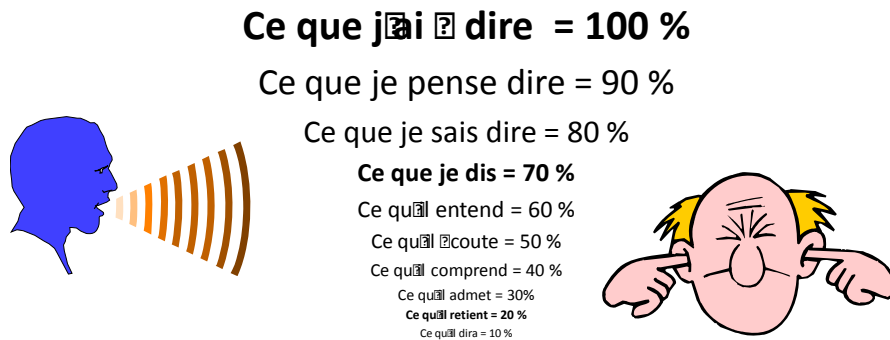 Ce que j�ai � dire = 100 %
Ce que je pense dire = 90 %
Ce que je sais dire = 80 %
Ce que je dis = 70 %
Ce qu�il entend = 60 %
Ce qu�il �coute = 50 %
Ce qu�il comprend = 40 %
Ce qu�il admet = 30%
Ce qu�il retient = 20 %
Ce qu�il dira = 10 %